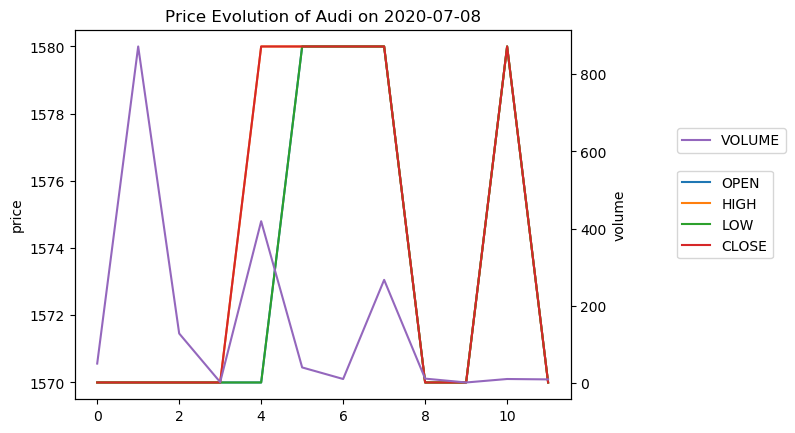 Price Evolution of Audi on 2020-07-08
1580
1578
1576
1574
1572
1570
price
0
2
4
6
8
10
800
600
400
200
0
volume
VOLUME
OPEN
HIGH
LOW
CLOSE